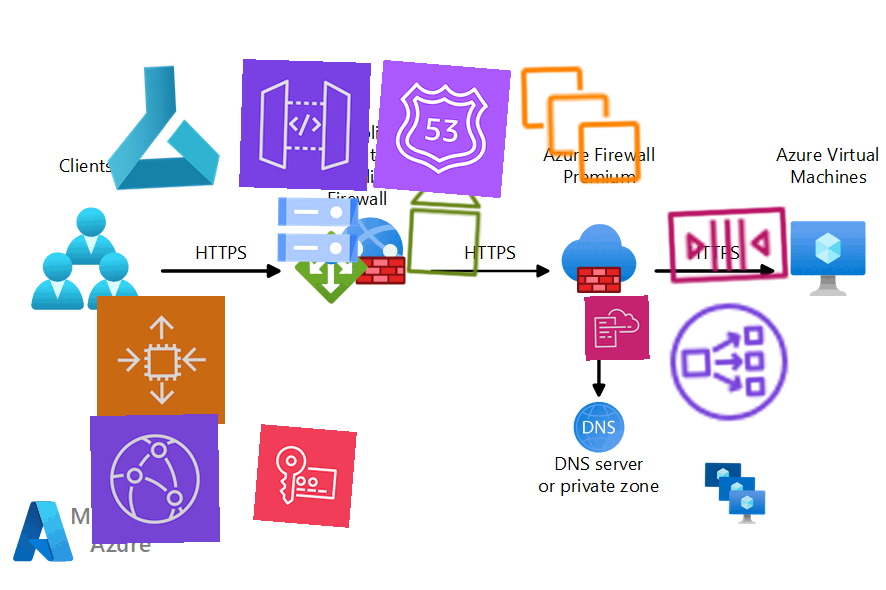 Clients
Firewall
Azure Firewall
Premium
Azure Virtual
Machines
53
HTTPS
HTTPS
HTTPS
</>
DNS
DNS server
or private zone
Azure